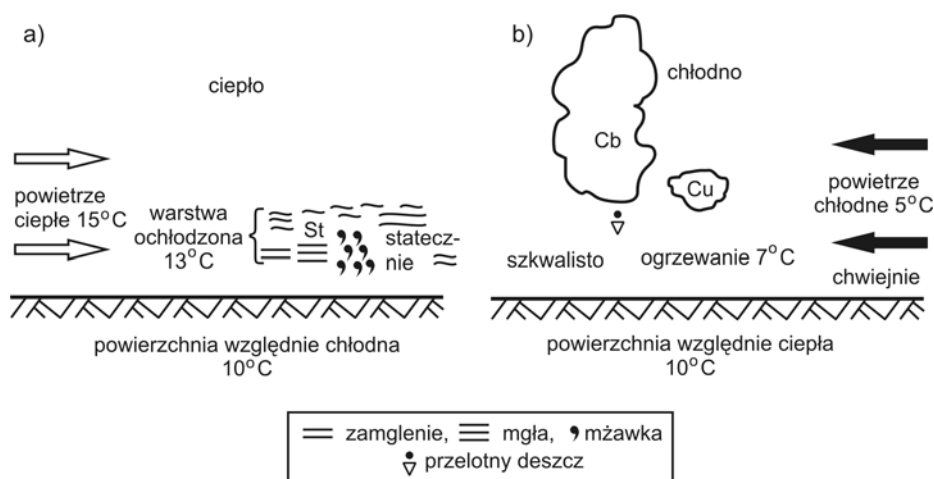 a)
ciepło
powietrze
ciepłe 15°C
warstwa
ochłodzona
13°C
St
statecz-
nie
powierzchnia względnie chłodna
10°C
b)
chłodno
Cb
Cu
powietrze
chłodne 5°C
szkwalisto
ogrzewanie 7°C
chwiejnie
powierzchnia względnie ciepła
10°C
zamglenie, mgła, mżawka
przelotny deszcz